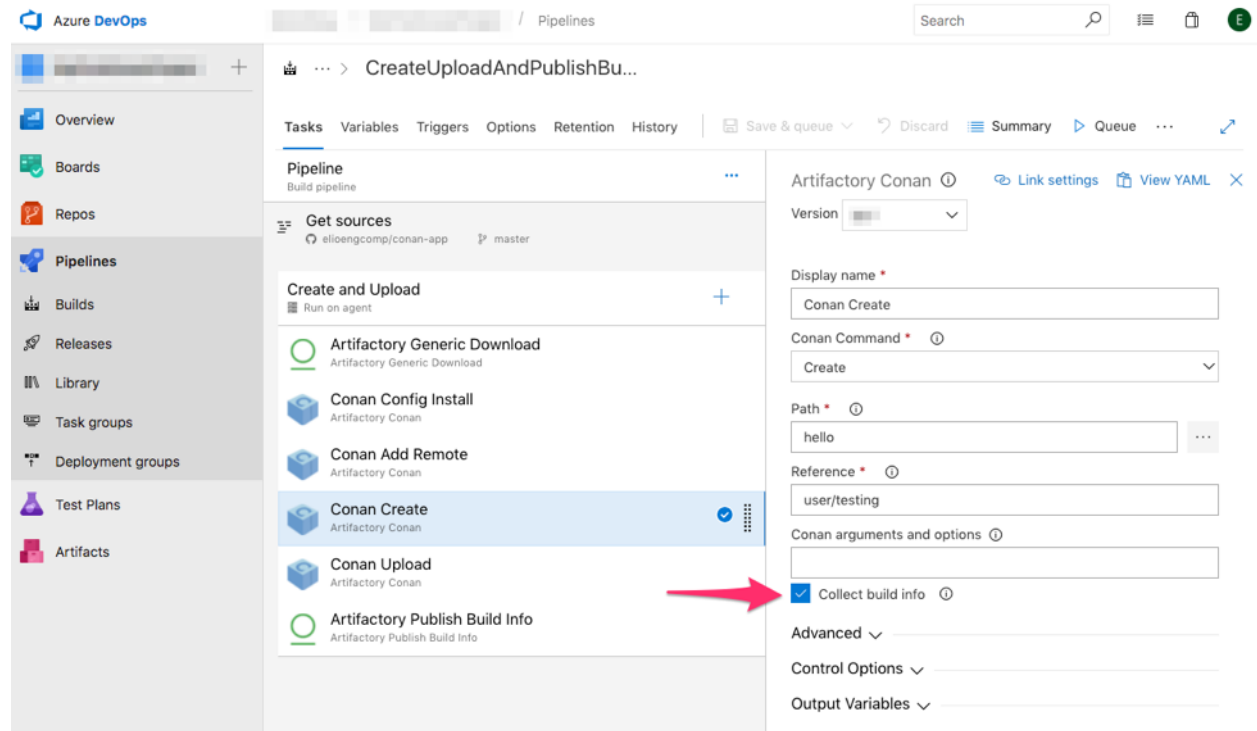 Azure DevOps
/ Pipelines
Search
E
CreateUploadAndPublishBu...
Overview
Boards
Repos
Pipelines
Builds
Releases
Library
Task groups
Deployment groups
Test Plans
Artifacts
Tasks Variables Triggers Options Retention History
Save & queue Discard Summary Queue ...
Pipeline
Build pipeline
Get sources
elioengcomp/conan-app master
Create and Upload
Run on agent
Artifactory Generic Download
Artifactory Generic Download
Conan Config Install
Artifactory Conan
Conan Add Remote
Artifactory Conan
Conan Create
Artifactory Conan
Conan Upload
Artifactory Conan
Artifactory Publish Build Info
Artifactory Publish Build Info
Artifactory Conan Link settings View YAML
Version
Display name *
Conan Create
Conan Command *
Create
Path *
hello
...
Reference *
user/testing
Conan arguments and options
Collect build info
Advanced
Control Options
Output Variables